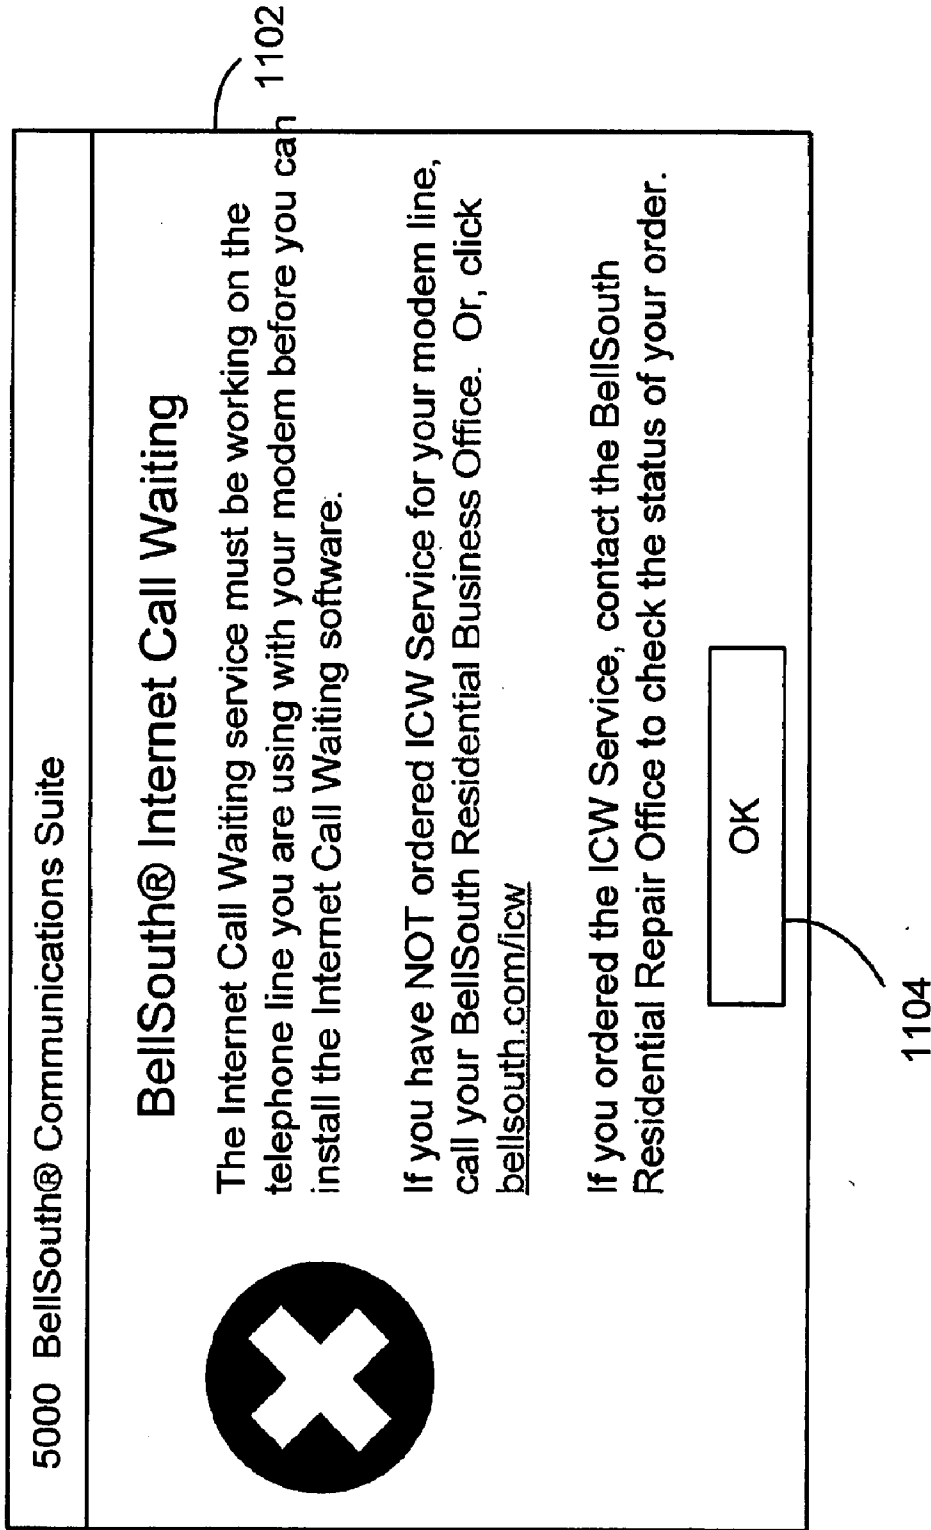 5000 BellSouth® Communications Suite
BellSouth® Internet Call Waiting
The Internet Call Waiting service must be working on the
telephone line you are using with your modem before you can
install the Internet Call Waiting software.
If you have NOT ordered ICW Service for your modem line,
call your BellSouth Residential Business Office. Or, click
bellsouth.com/icw
If you ordered the ICW Service, contact the BellSouth
Residential Repair Office to check the status of your order.
OK
1102
1104